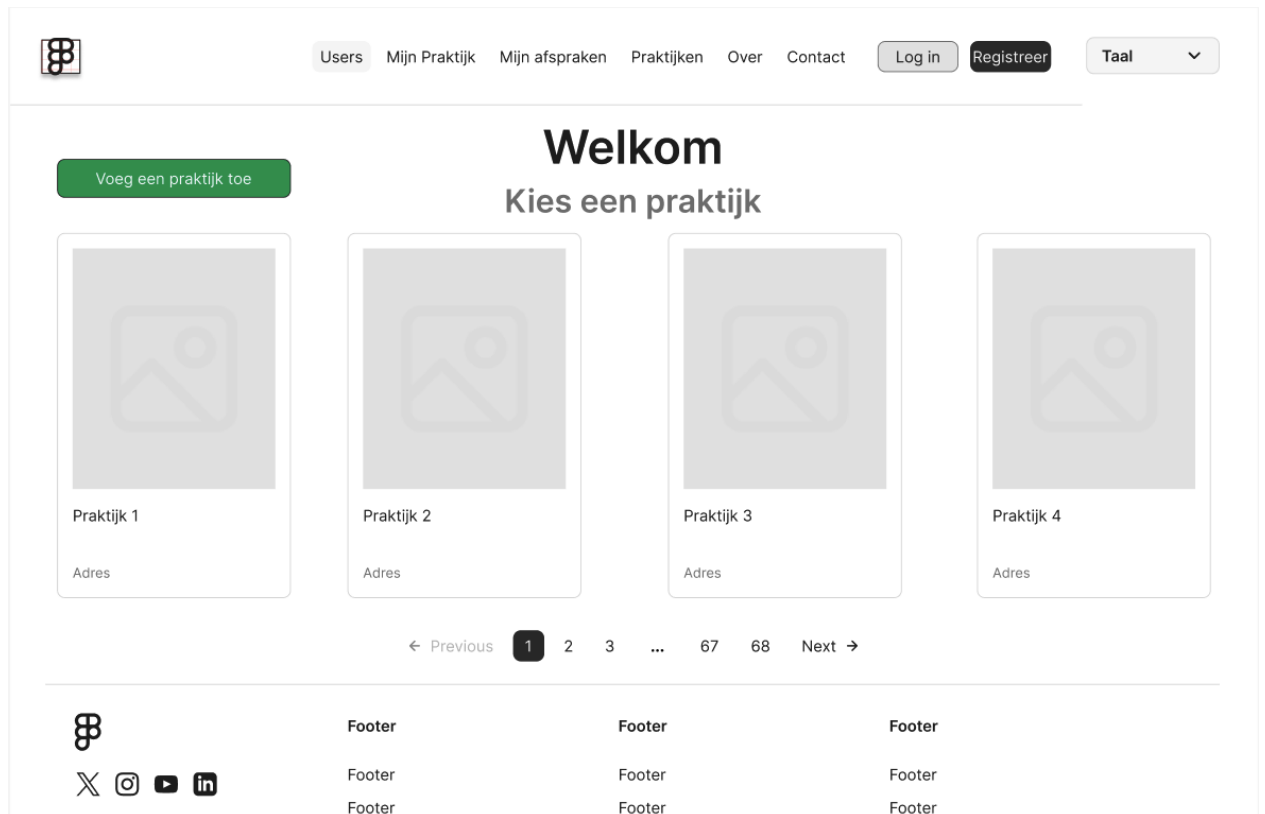 Users Mijn Praktijk Mijn afspraken Praktijken Over Contact Log in Registreer Taal
Welkom
Voeg een praktijk toe
Kies een praktijk
Praktijk 1 Praktijk 2 Praktijk 3 Praktijk 4
Adres Adres Adres Adres
← Previous 1 2 3 ... 67 68 Next →
Footer Footer Footer
Footer Footer Footer
Footer Footer Footer